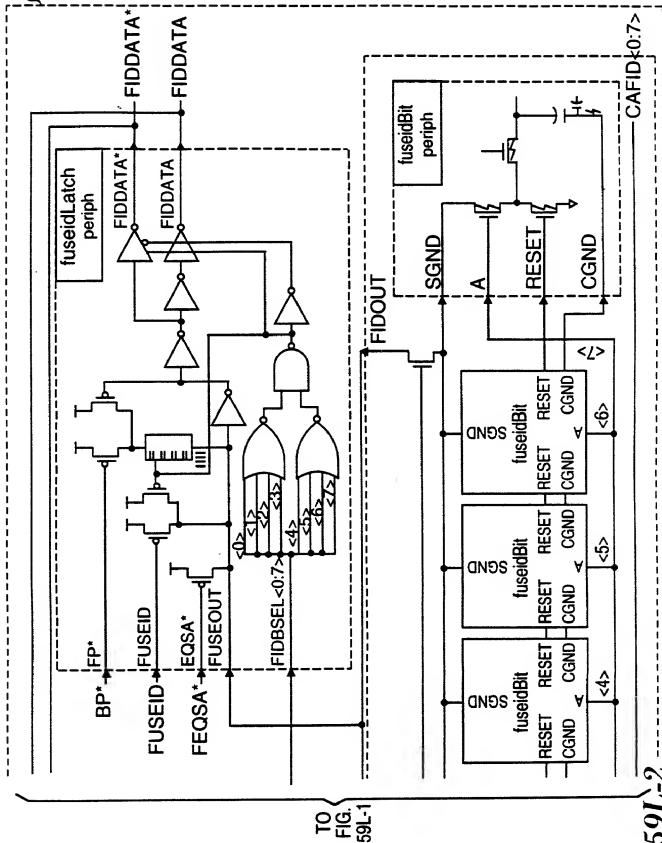 FIDDATA*
FIDDATA
fuseidLatch
periph
FIDDATA*
FIDDATA
<0>
<1>
<2>
<3>
<4>
<5>
<6>
<7>
FIDBSEL<0:7>
BP*
FP*
FUSEID
FUSEID
FEQSA*
EQSA*
FUSEOUT
FIDOUT
fuseidBit
periph
SGND
A
RESET
CGND
CAFID<0:7>
<7>
SGND
fuseidBit
RESET
CGND
RESET
CGND
A
<4>
SGND
fuseidBit
RESET
CGND
RESET
CGND
A
<5>
SGND
fuseidBit
RESET
CGND
RESET
CGND
A
<6>
TO
FIG.
59L-1
59L-2